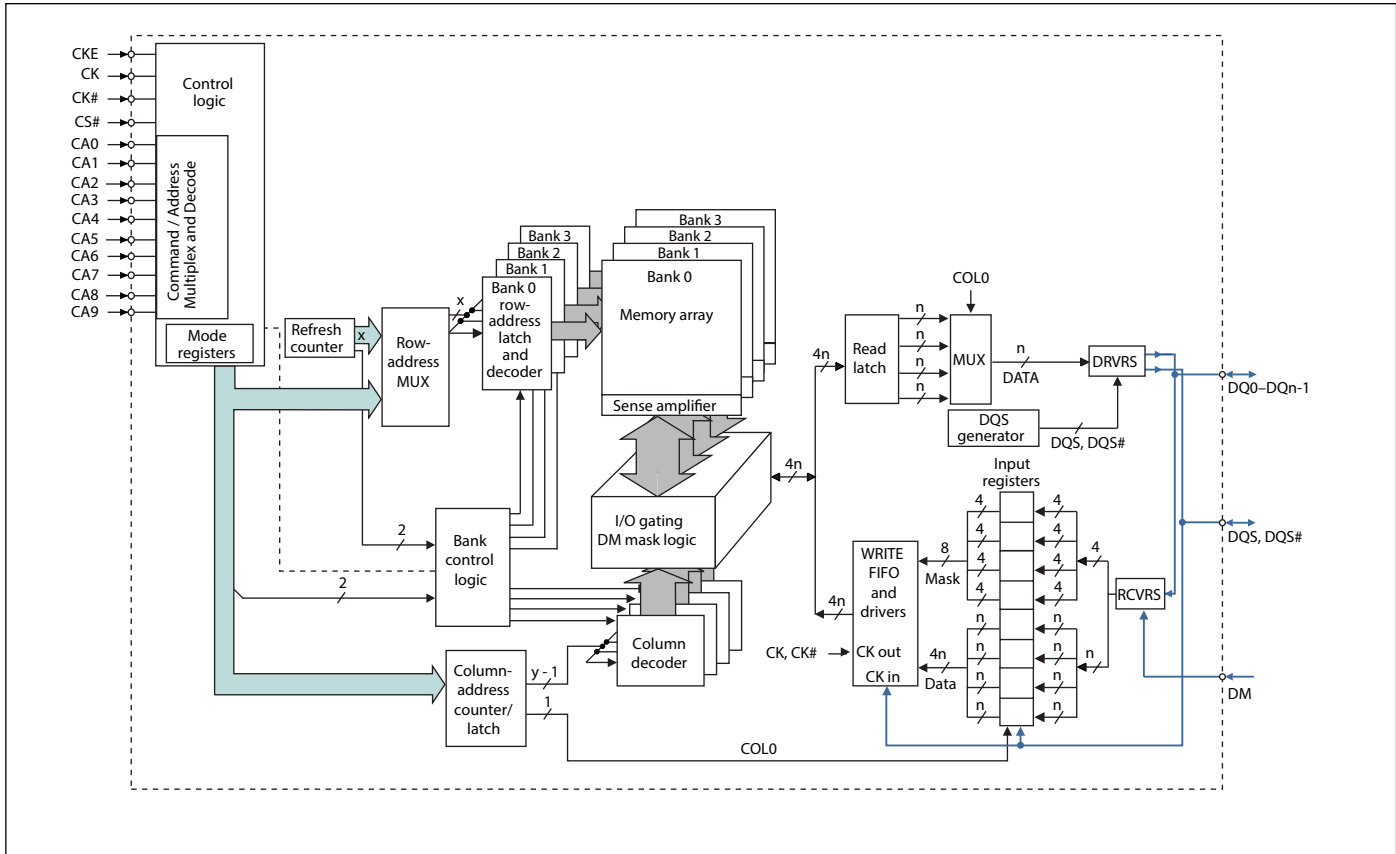 CKE
CK
CK#
CS#
CA0
CA1
CA2
CA3
CA4
CA5
CA6
CA7
CA8
CA9
Control
logic
Command / Address
Multiplex and Decode
Mode
registers
Refresh
counter
x
Row-
address
MUX
x
Bank 3
Bank 2
Bank 1
Bank 0
row-
address
latch
and
decoder
Bank 3
Bank 2
Bank 1
Bank 0
Memory array
Sense amplifier
2
2
Bank
control
logic
I/O gating
DM mask logic
Column
decoder
Column-
address
counter/
latch
y - 1
1
COL0
4n
4n
4n
Read
latch
n
n
n
n
COL0
MUX
n
DATA
DRVRS
DQS
generator
DQS, DQS#
DQ0–DQn-1
DQS, DQS#
DM
Input
registers
4
4
4
4
n
n
n
n
4
4
4
4
n
n
n
n
4
n
RCVRS
8
Mask
4n
Data
WRITE
FIFO
and
drivers
CK out
CK in
CK, CK#